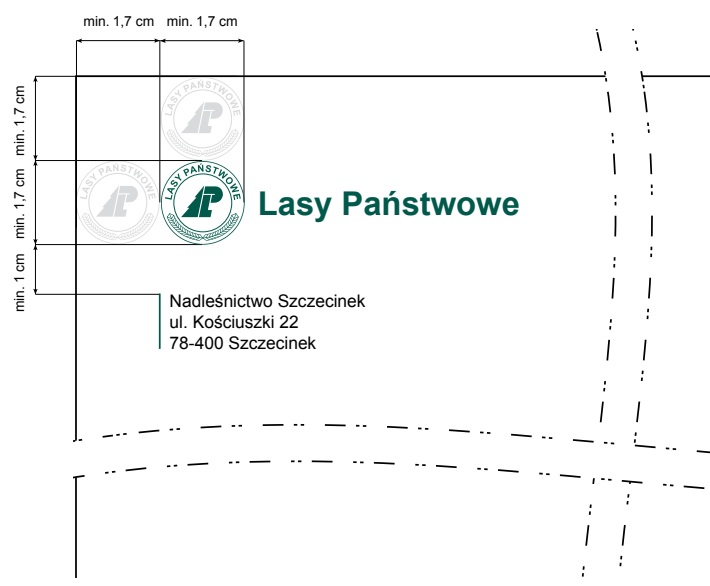 min. 1,7 cm min. 1,7 cm
min. 1,7 cm
LASY PAŃSTWOWE
min. 1,7 cm
LASY PAŃSTWOWE
LASY PAŃSTWOWE
Lasy Państwowe
min. 1 cm
Nadleśnictwo Szczecinek
ul. Kościuszki 22
78-400 Szczecinek